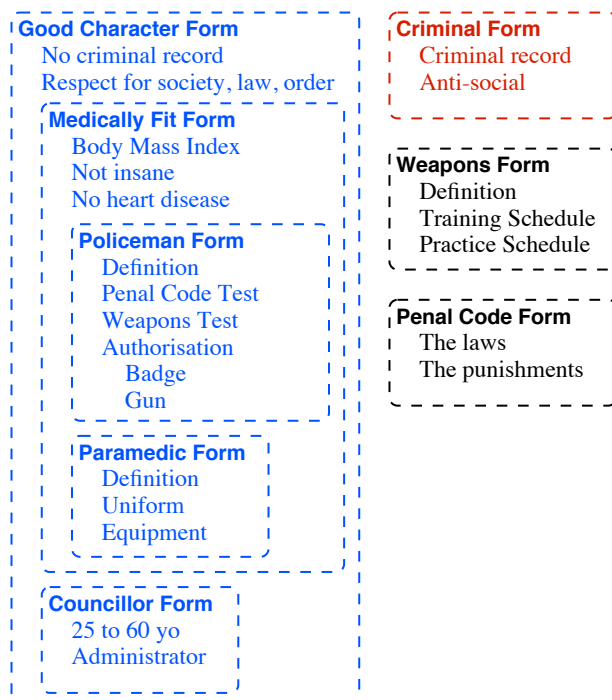 Good Character Form
No criminal record
Respect for society, law, order
Medically Fit Form
Body Mass Index
Not insane
No heart disease
Policeman Form
Definition
Penal Code Test
Weapons Test
Authorisation
Badge
Gun
Paramedic Form
Definition
Uniform
Equipment
Councillor Form
25 to 60 yo
Administrator
Criminal Form
Criminal record
Anti-social
Weapons Form
Definition
Training Schedule
Practice Schedule
Penal Code Form
The laws
The punishments